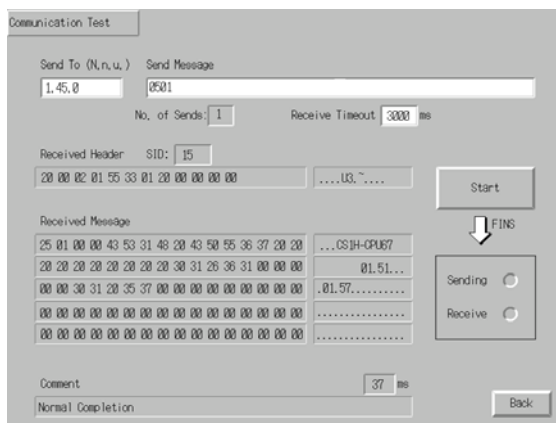 Communication Test
Send To (N.n.u.) Send Message
1.45.0 0501
No. of Sends: 1 Receive Timeout 3000 ms
Received Header SID: 15
20 00 02 01 55 33 01 20 00 00 00 00 ....U3.~....
Start
FINS
Received Message
25 01 00 00 43 53 31 48 20 43 50 55 36 37 20 20 ...CS1H-CPU67
20 20 20 20 20 20 20 20 30 31 26 36 31 00 00 00 01.51...
00 00 30 31 20 35 37 00 00 00 00 00 00 00 00 00 .01.57..........
00 00 00 00 00 00 00 00 00 00 00 00 00 00 00 00 ................
00 00 00 00 00 00 00 00 00 00 00 00 00 00 00 00 ................
Sending
Receive
Comment 37 ms
Normal Completion
Back